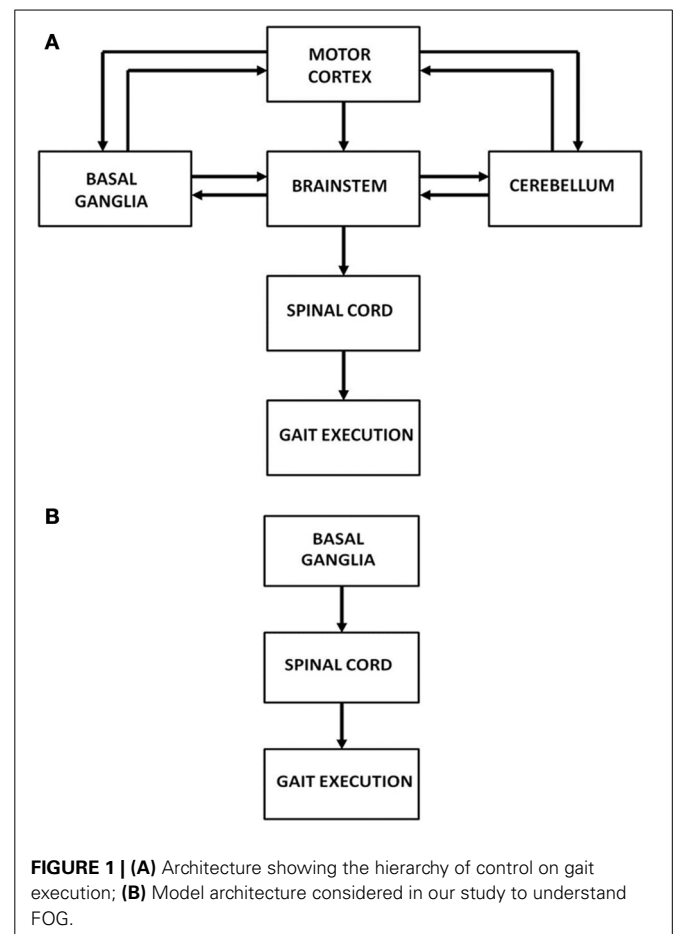 A
MOTOR
CORTEX
BASAL
GANGLIA
BRAINSTEM
CEREBELLUM
SPINAL CORD
GAIT EXECUTION
B
BASAL
GANGLIA
SPINAL CORD
GAIT EXECUTION
FIGURE 1 | (A) Architecture showing the hierarchy of control on gait
execution; (B) Model architecture considered in our study to understand
FOG.